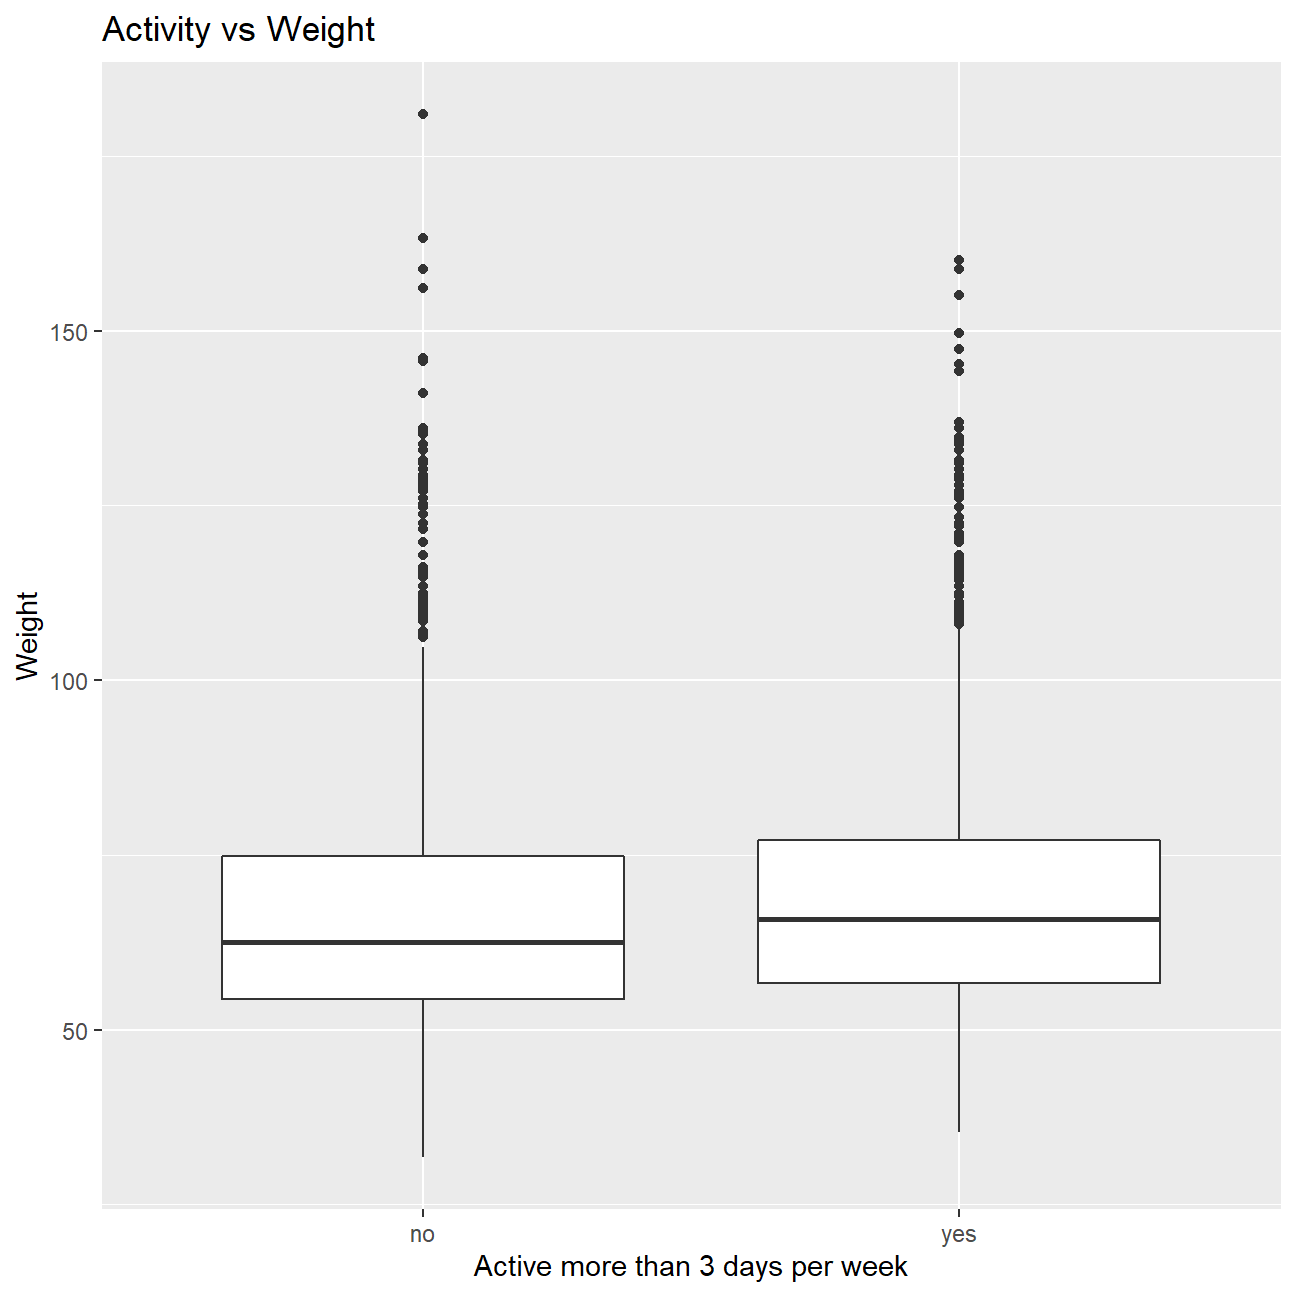 Activity vs Weight
Weight
150
100
50
no
yes
Active more than 3 days per week